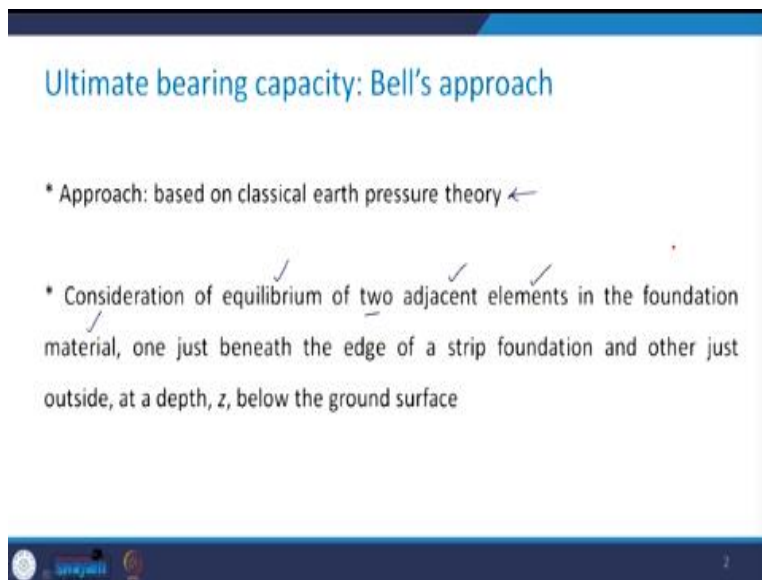 Ultimate bearing capacity: Bell's approach
* Approach: based on classical earth pressure theory
* Consideration of equilibrium of two adjacent elements in the foundation
material, one just beneath the edge of a strip foundation and other just
outside, at a depth, z, below the ground surface
swayam
2